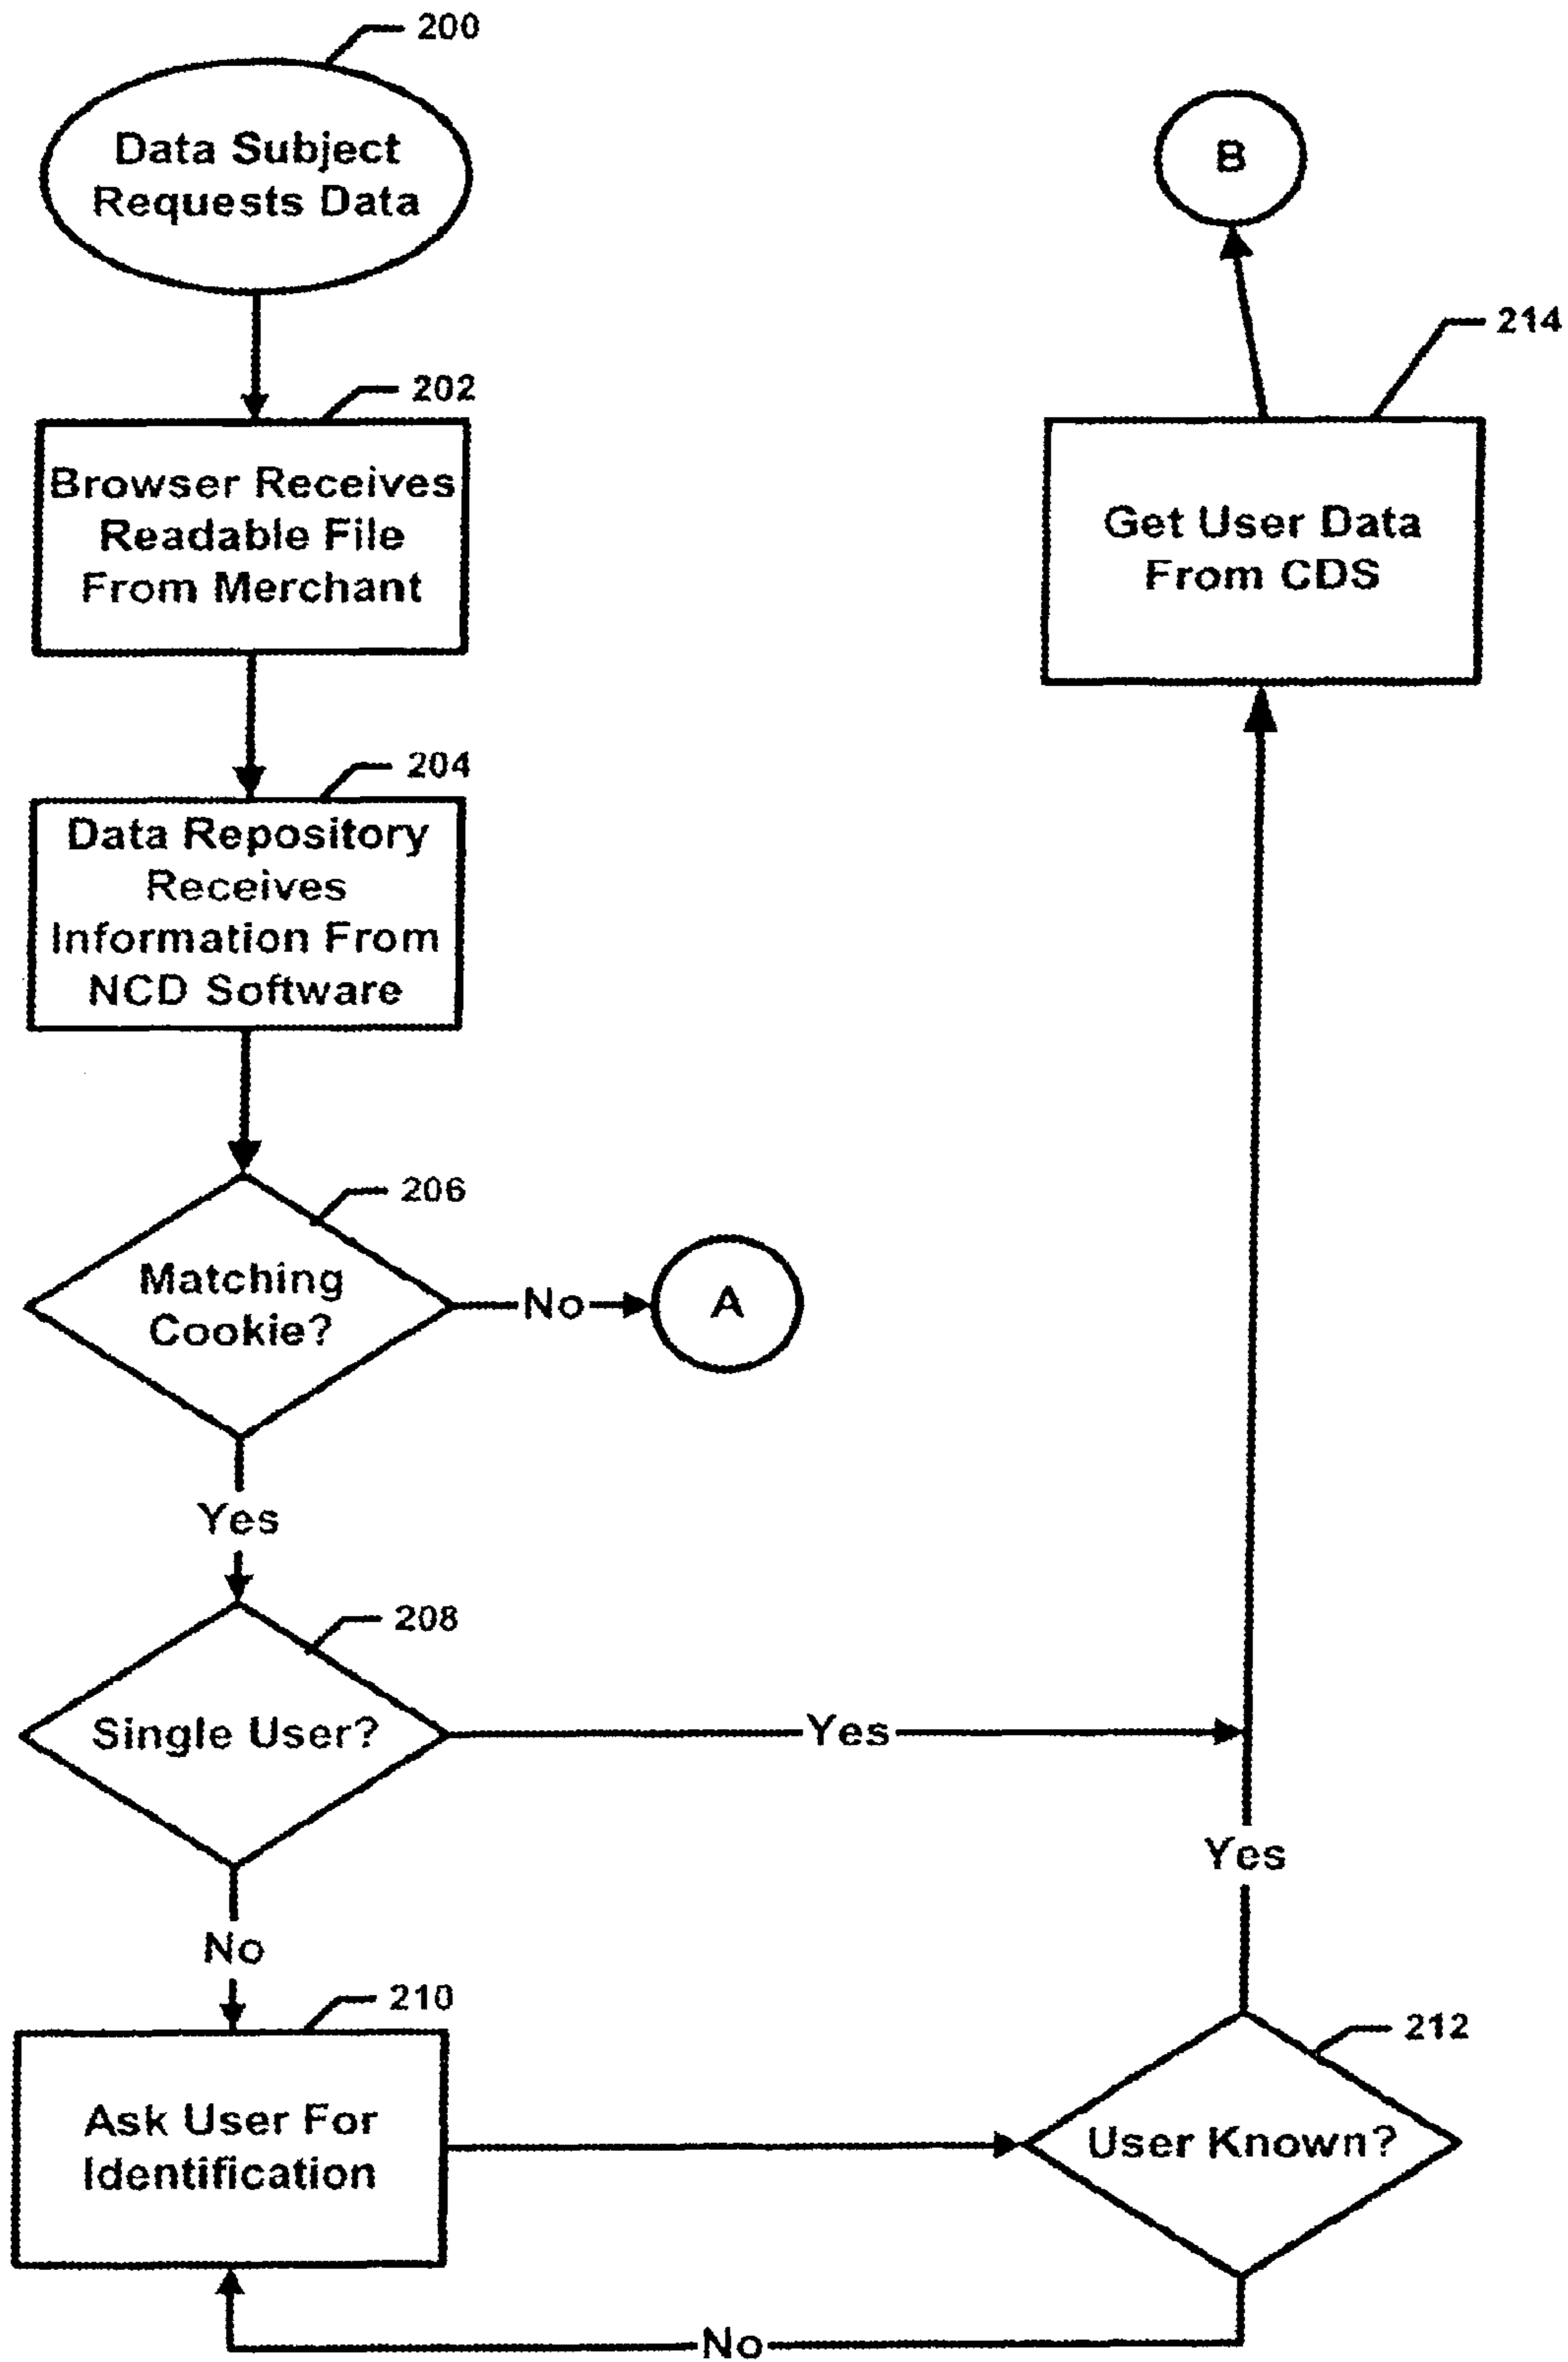 200
Data Subject
Requests Data
202
Browser Receives
Readable File
From Merchant
204
Data Repository
Receives
Information From
NCD Software
206
Matching
Cookie?
No
A
Yes
208
Single User?
Yes
No
210
Ask User For
Identification
212
User Known?
No
Yes
214
Get User Data
From CDS
B